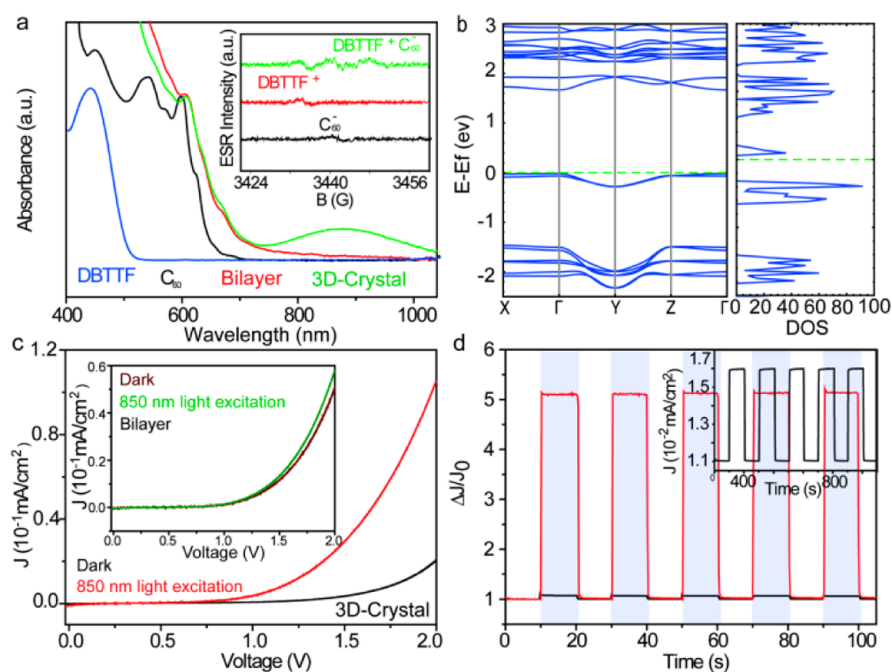 a
Absorbance (a.u.)
Wavelength (nm)
400
600
800
1000
DBTTF
C₆₀
Bilayer
3D-Crystal
ESR Intensity (a.u.)
DBTTF⁺ C₆₀⁻
DBTTF⁺
C₆₀⁻
3424
3440
3456
B (G)
b
E-Ef (ev)
3
2
1
0
-1
-2
X
Γ
Y
Z
Γ
0
20
40
60
80
100
DOS
c
J (10⁻¹mA/cm²)
1.2
1.0
0.8
0.4
0.0
0.0
0.5
1.0
1.5
2.0
Voltage (V)
Dark
850 nm light excitation
3D-Crystal
J (10⁻¹mA/cm²)
0.6
0.4
0.2
0.0
0.0
0.5
1.0
1.5
2.0
Voltage (V)
Dark
850 nm light excitation
Bilayer
d
ΔJ/J₀
6
5
4
3
2
1
0
20
40
60
80
100
Time (s)
J (10⁻²mA/cm²)
1.6
1.5
1.3
1.1
400
800
Time (s)